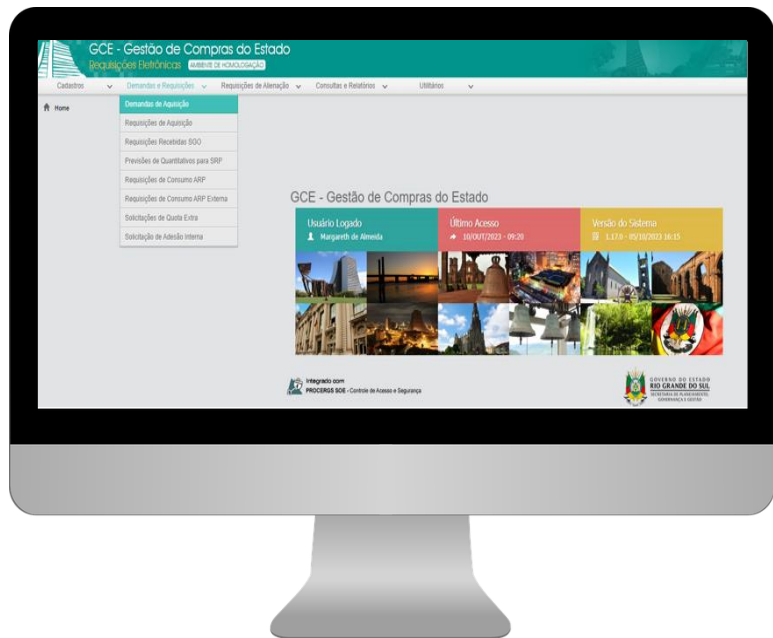 GCE - Gestão de Compras do Estado
Requisições Eletrônicas AMBIENTE DE HOMOLOGAÇÃO
Cadastros Demandas e Requisições Requisições de Alienação Consultas e Relatórios Utilitários
Home
Demandas de Aquisição
Requisições de Aquisição
Requisições Recebidas SGO
Previsões de Quantitativos para SRP
Requisições de Consumo ARP
Requisições de Consumo ARP Externa
Solicitações de Quota Extra
Solicitação de Adesão Interna
GCE - Gestão de Compras do Estado
Usuário Logado
Margareth de Almeida
Último Acesso
10/OUT/2023 - 09:20
Versão do Sistema
1.17.0 - 05/10/2023 16:15
Integrado com
PROCERGS SOE - Controle de Acesso e Segurança
GOVERNO DO ESTADO
RIO GRANDE DO SUL
SECRETARIA DE PLANEJAMENTO,
GOVERNANÇA E GESTÃO